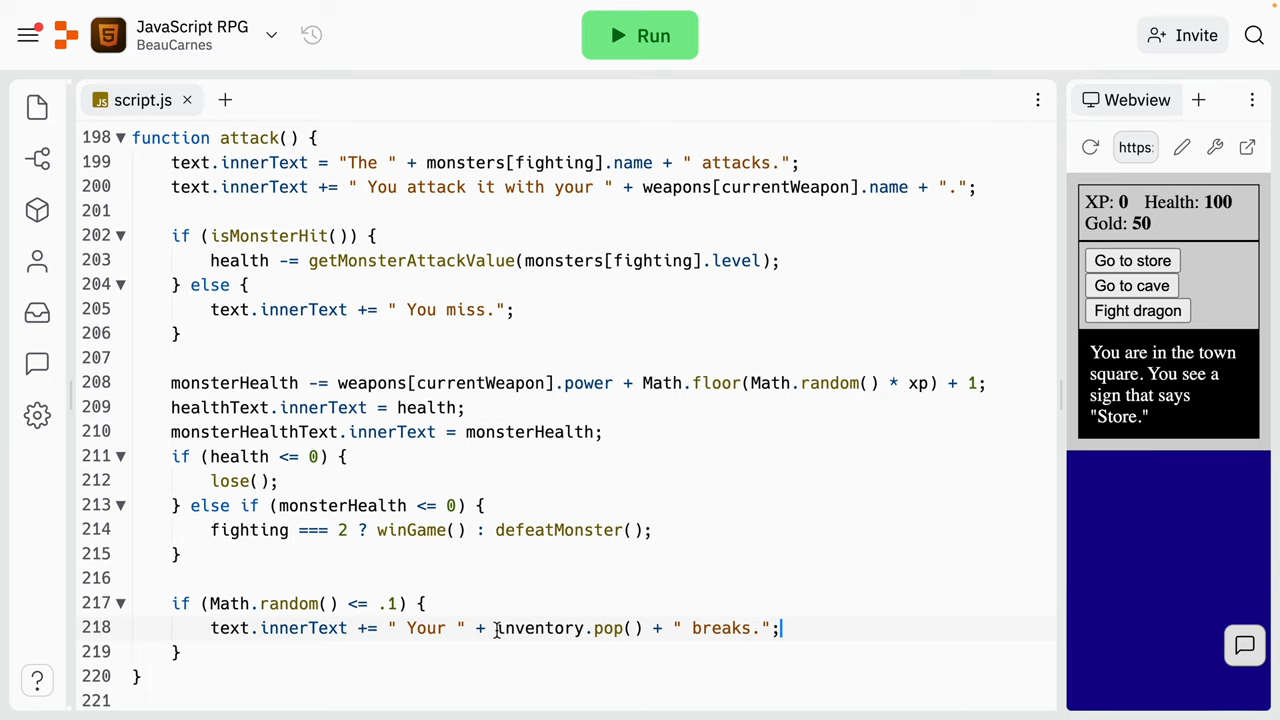 JavaScript RPG
BeauCarnes
Run
Invite
JS script.js
Webview
198 function attack() {
199 text.innerText = "The " + monsters[fighting].name + " attacks.";
200 text.innerText += " You attack it with your " + weapons[currentWeapon].name + ".";
201
202 if (isMonsterHit()) {
203 health -= getMonsterAttackValue(monsters[fighting].level);
204 } else {
205 text.innerText += " You miss.";
206 }
207
208 monsterHealth -= weapons[currentWeapon].power + Math.floor(Math.random() * xp) + 1;
209 healthText.innerText = health;
210 monsterHealthText.innerText = monsterHealth;
211 if (health <= 0) {
212 lose();
213 } else if (monsterHealth <= 0) {
214 fighting === 2 ? winGame() : defeatMonster();
215 }
216
217 if (Math.random() <= .1) {
218 text.innerText += " Your " + inventory.pop() + " breaks.";
219 }
220 }
221
https:
XP: 0 Health: 100
Gold: 50
Go to store
Go to cave
Fight dragon
You are in the town
square. You see a
sign that says
"Store."
?